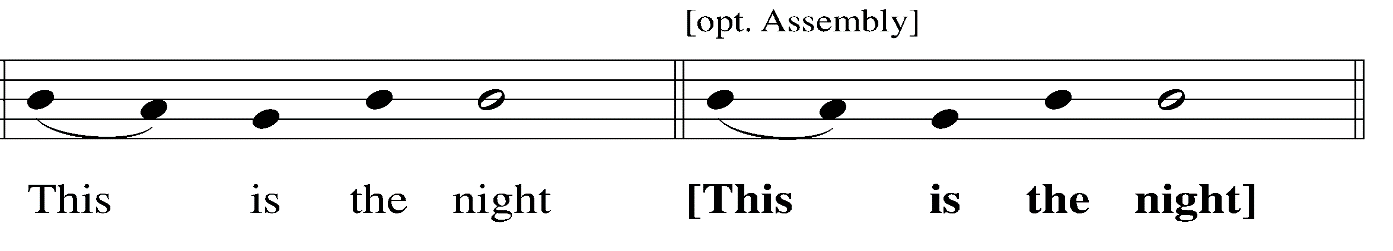 [opt. Assembly]
This is the night [This is the night]